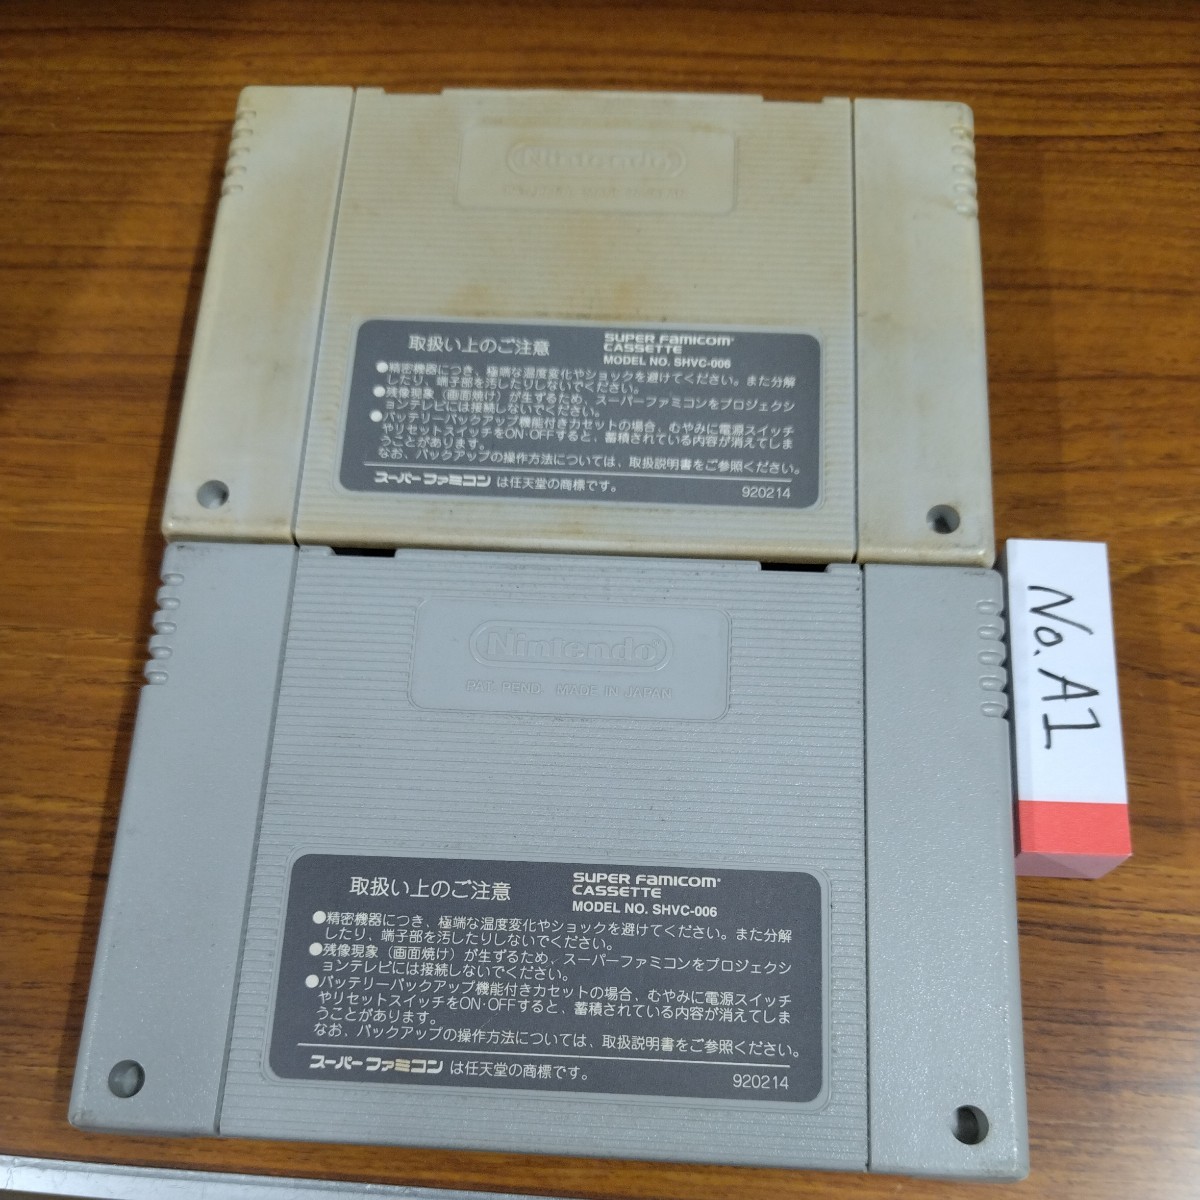 Nintendo
取扱い上のご注意
SUPER FAMICOM
CASSETTE
MODEL NO. SHVC-006
●精密機器につき、極端な温度変化やショックを避けてください。また分解
したり、端子部を汚したりしないでください。
●残像現象（画面焼け）が生ずるため、スーパーファミコンをプロジェクシ
ョンテレビには接続しないでください。
●バッテリーバックアップ機能付きカセットの場合、むやみに電源スイッチ
やリセットスイッチをON・OFFすると、蓄積されている内容が消えてしま
うことがあります。
なお、バックアップの操作方法については、取扱説明書をご参照ください。
スーパーファミコン は任天堂の商標です。
920214
Nintendo
PAT. PEND. MADE IN JAPAN
取扱い上のご注意
SUPER FAMICOM
CASSETTE
MODEL NO. SHVC-006
●精密機器につき、極端な温度変化やショックを避けてください。また分解
したり、端子部を汚したりしないでください。
●残像現象（画面焼け）が生ずるため、スーパーファミコンをプロジェクシ
ョンテレビには接続しないでください。
●バッテリーバックアップ機能付きカセットの場合、むやみに電源スイッチ
やリセットスイッチをON・OFFすると、蓄積されている内容が消えてしま
うことがあります。
なお、バックアップの操作方法については、取扱説明書をご参照ください。
スーパーファミコン は任天堂の商標です。
920214
No. A1